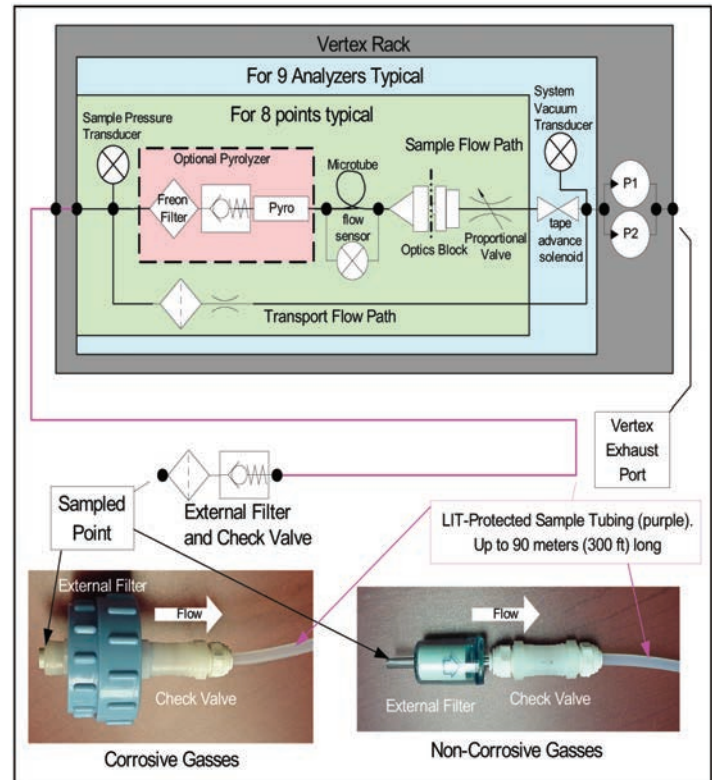 Vertex Rack
For 9 Analyzers Typical
System
Vacuum
Transducer
For 8 points typical
Sample Pressure
Transducer
Sample Flow Path
Optional Pyrolyzer
Microtube
Freon
Filter
Pyro
flow
sensor
Optics Block
Proportional
Valve
tape
advance
solenoid
P1
P2
Transport Flow Path
Vertex
Exhaust
Port
Sampled
Point
External Filter
and Check Valve
LIT-Protected Sample Tubing (purple).
Up to 90 meters (300 ft) long
External Filter
Flow
Check Valve
Corrosive Gasses
Flow
External Filter
Check Valve
Non-Corrosive Gasses